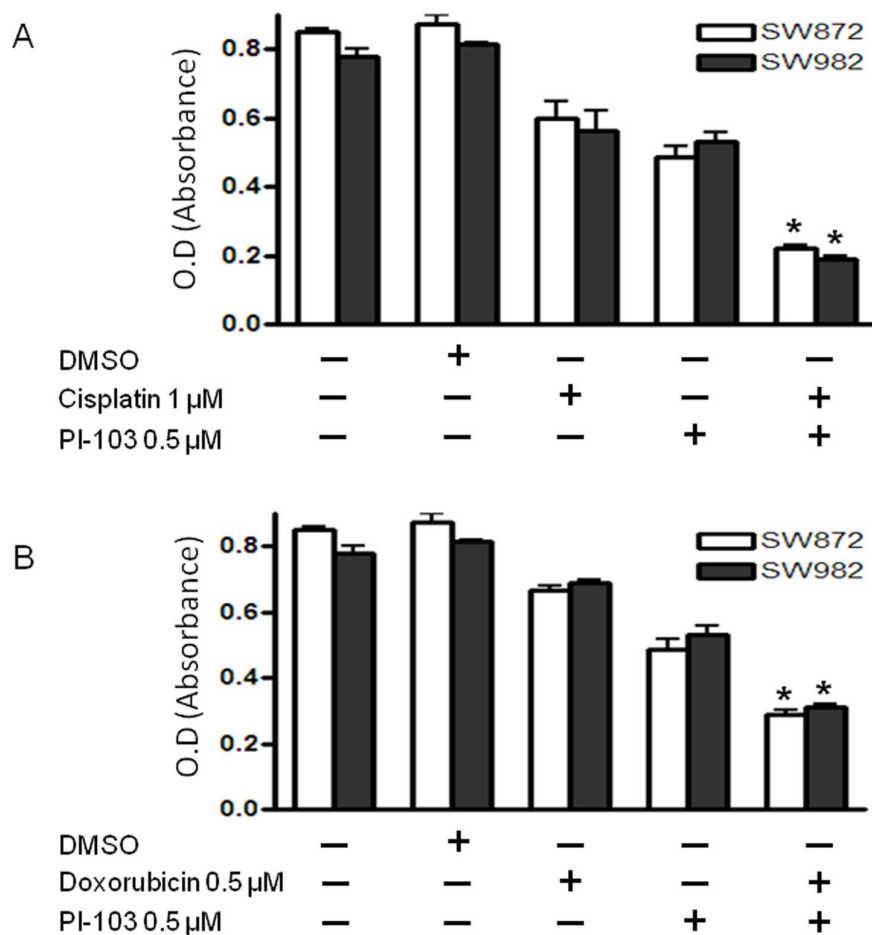 A
SW872
SW982
O.D (Absorbance)
0.8
0.6
0.4
0.2
0.0
* *
DMSO — + — — —
Cisplatin 1 µM — — + — +
PI-103 0.5 µM — — — + +
B
SW872
SW982
O.D (Absorbance)
0.8
0.6
0.4
0.2
0.0
* *
DMSO — + — — —
Doxorubicin 0.5 µM — — + — +
PI-103 0.5 µM — — — + +